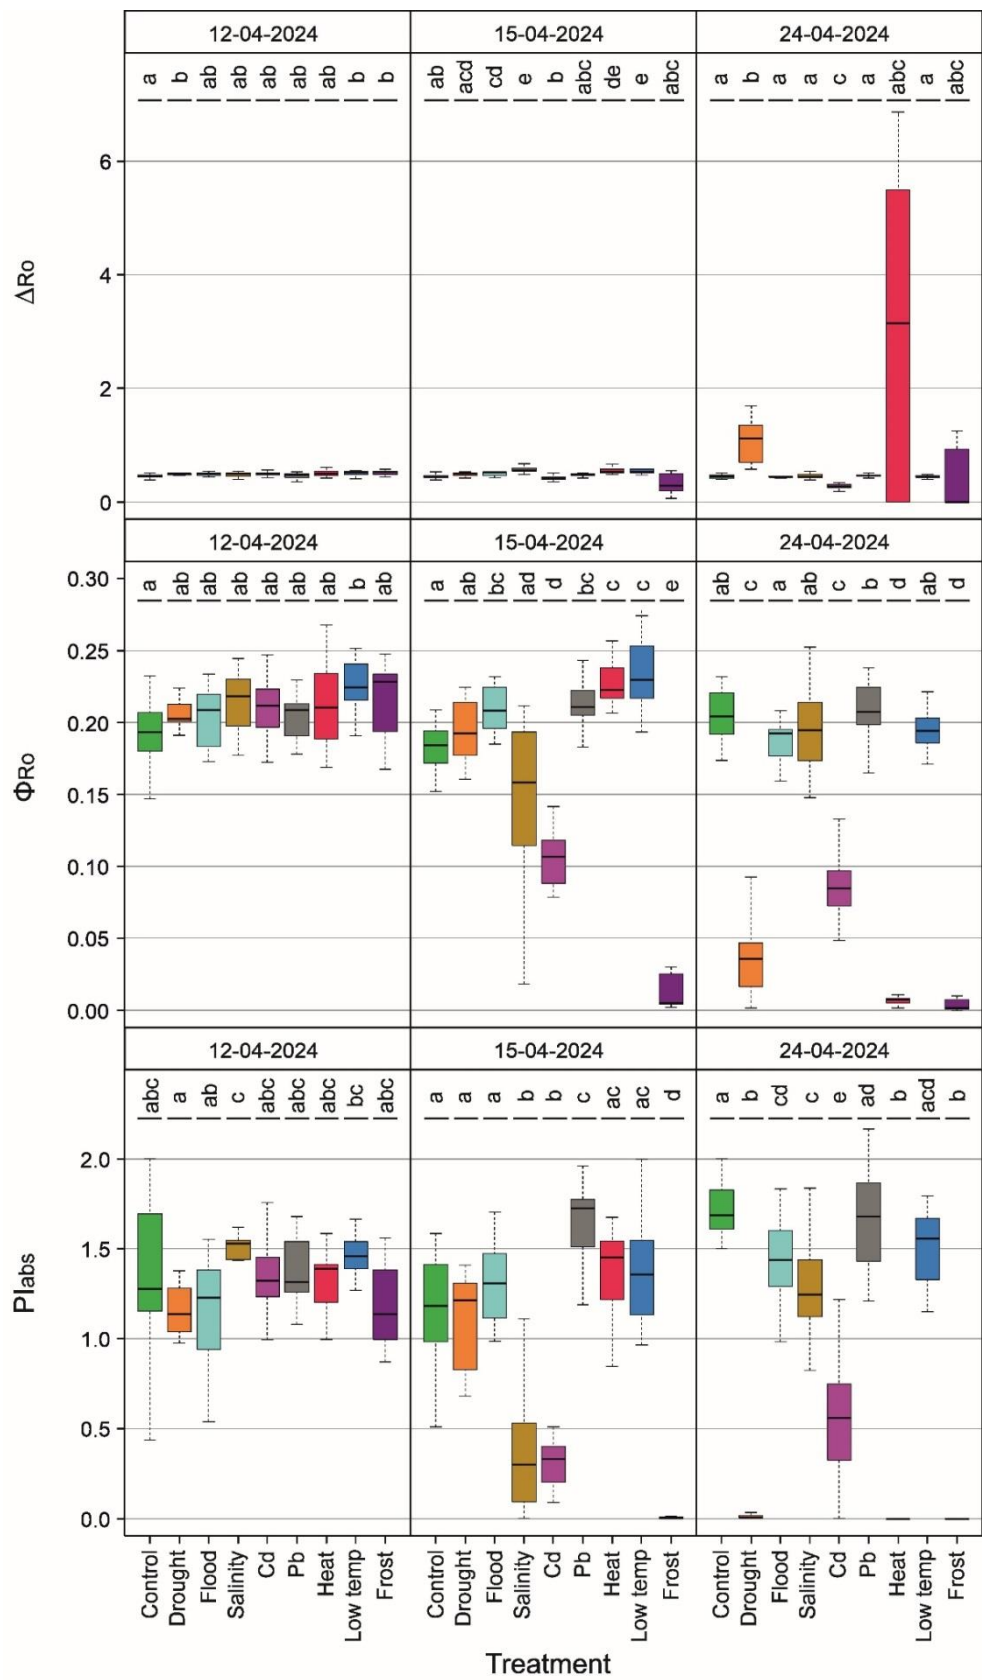 12-04-2024 15-04-2024 24-04-2024
a b ab ab ab ab ab b b ab acd cd e b abc de e abc a b a a c a abc a abc
6
4
2
0
ΔRo
12-04-2024 15-04-2024 24-04-2024
a ab ab ab ab ab ab b ab a ab bc ad d bc c c e ab c a ab c b d ab d
0.30
0.25
0.20
0.15
0.10
0.05
0.00
ΦRo
12-04-2024 15-04-2024 24-04-2024
abc a ab c abc abc abc bc abc a a a b b c ac ac d a b cd c e ad b acd b
2.0
1.5
1.0
0.5
0.0
PIabs
Control Drought Flood Salinity Cd Pb Heat Low temp Frost Control Drought Flood Salinity Cd Pb Heat Low temp Frost Control Drought Flood Salinity Cd Pb Heat Low temp Frost
Treatment